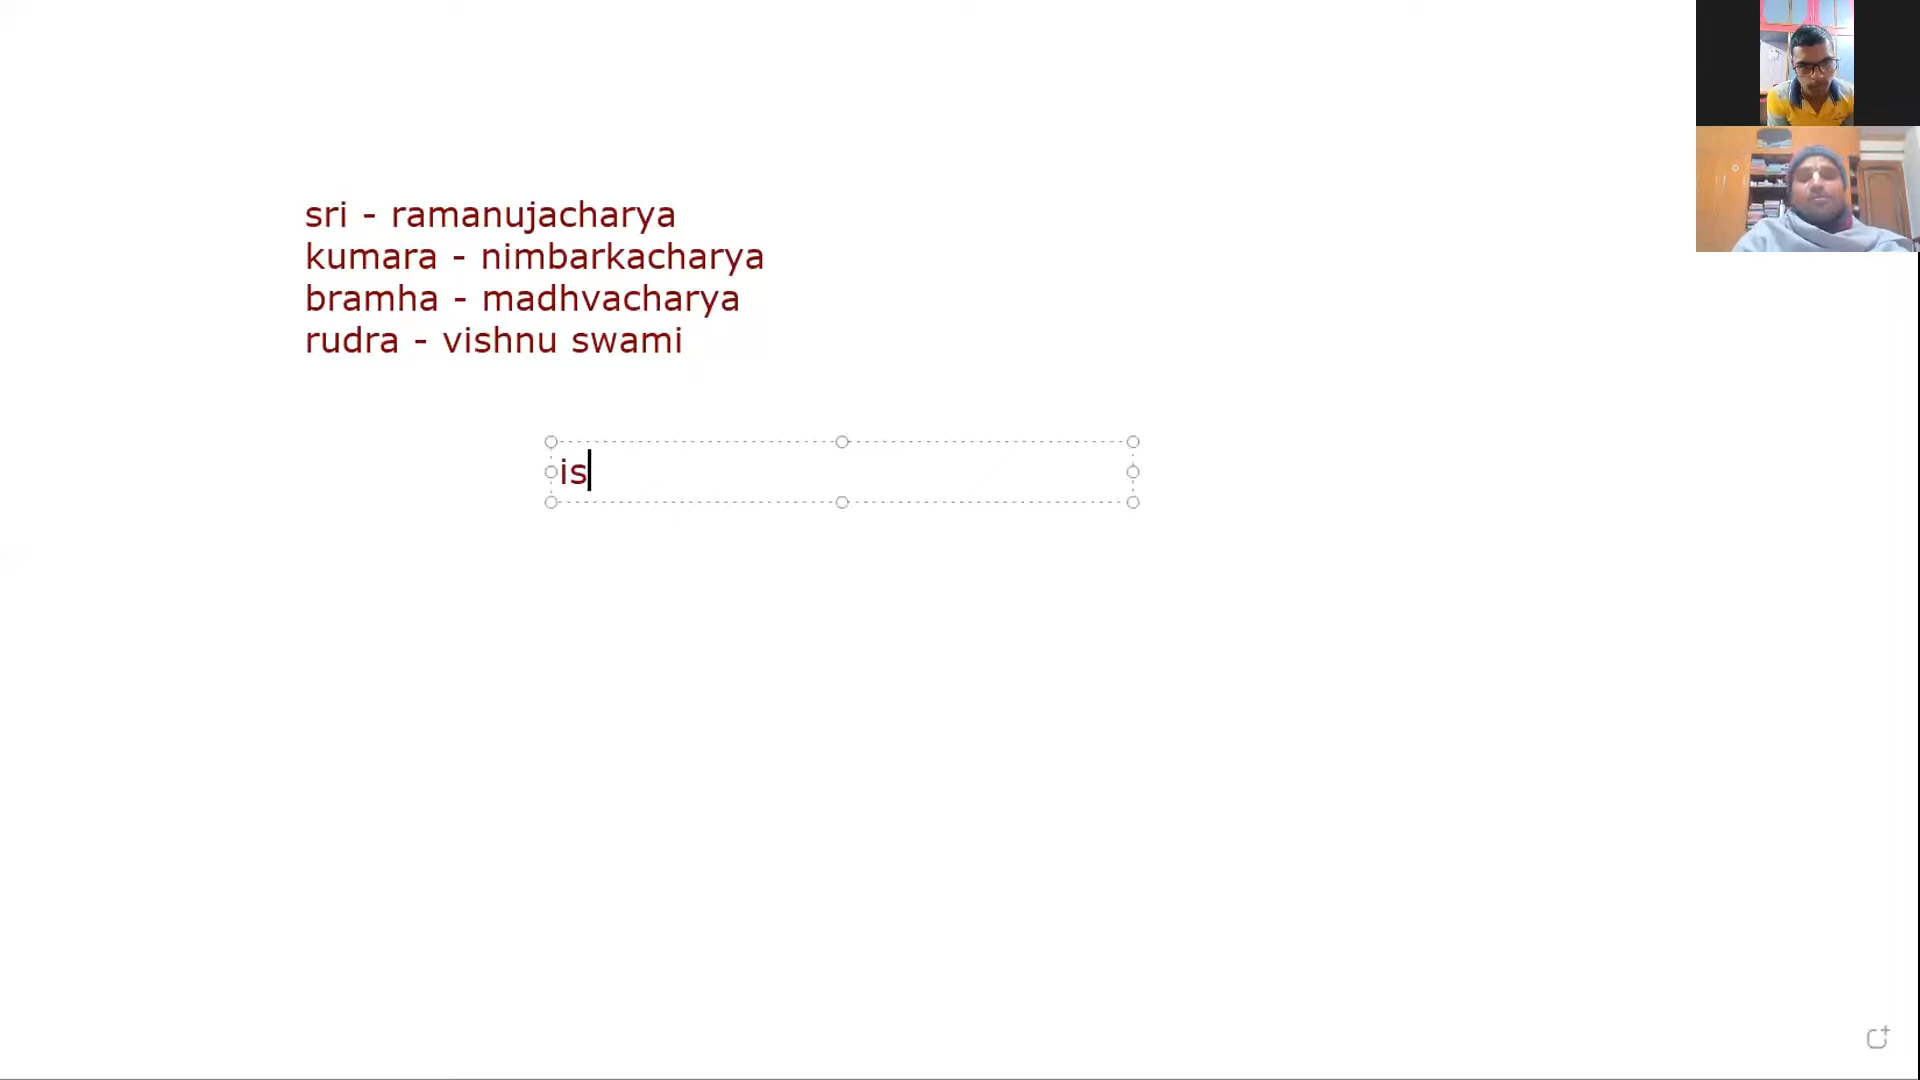 sri - ramanujacharya
kumara - nimbarkacharya
bramha - madhvacharya
rudra - vishnu swami
is